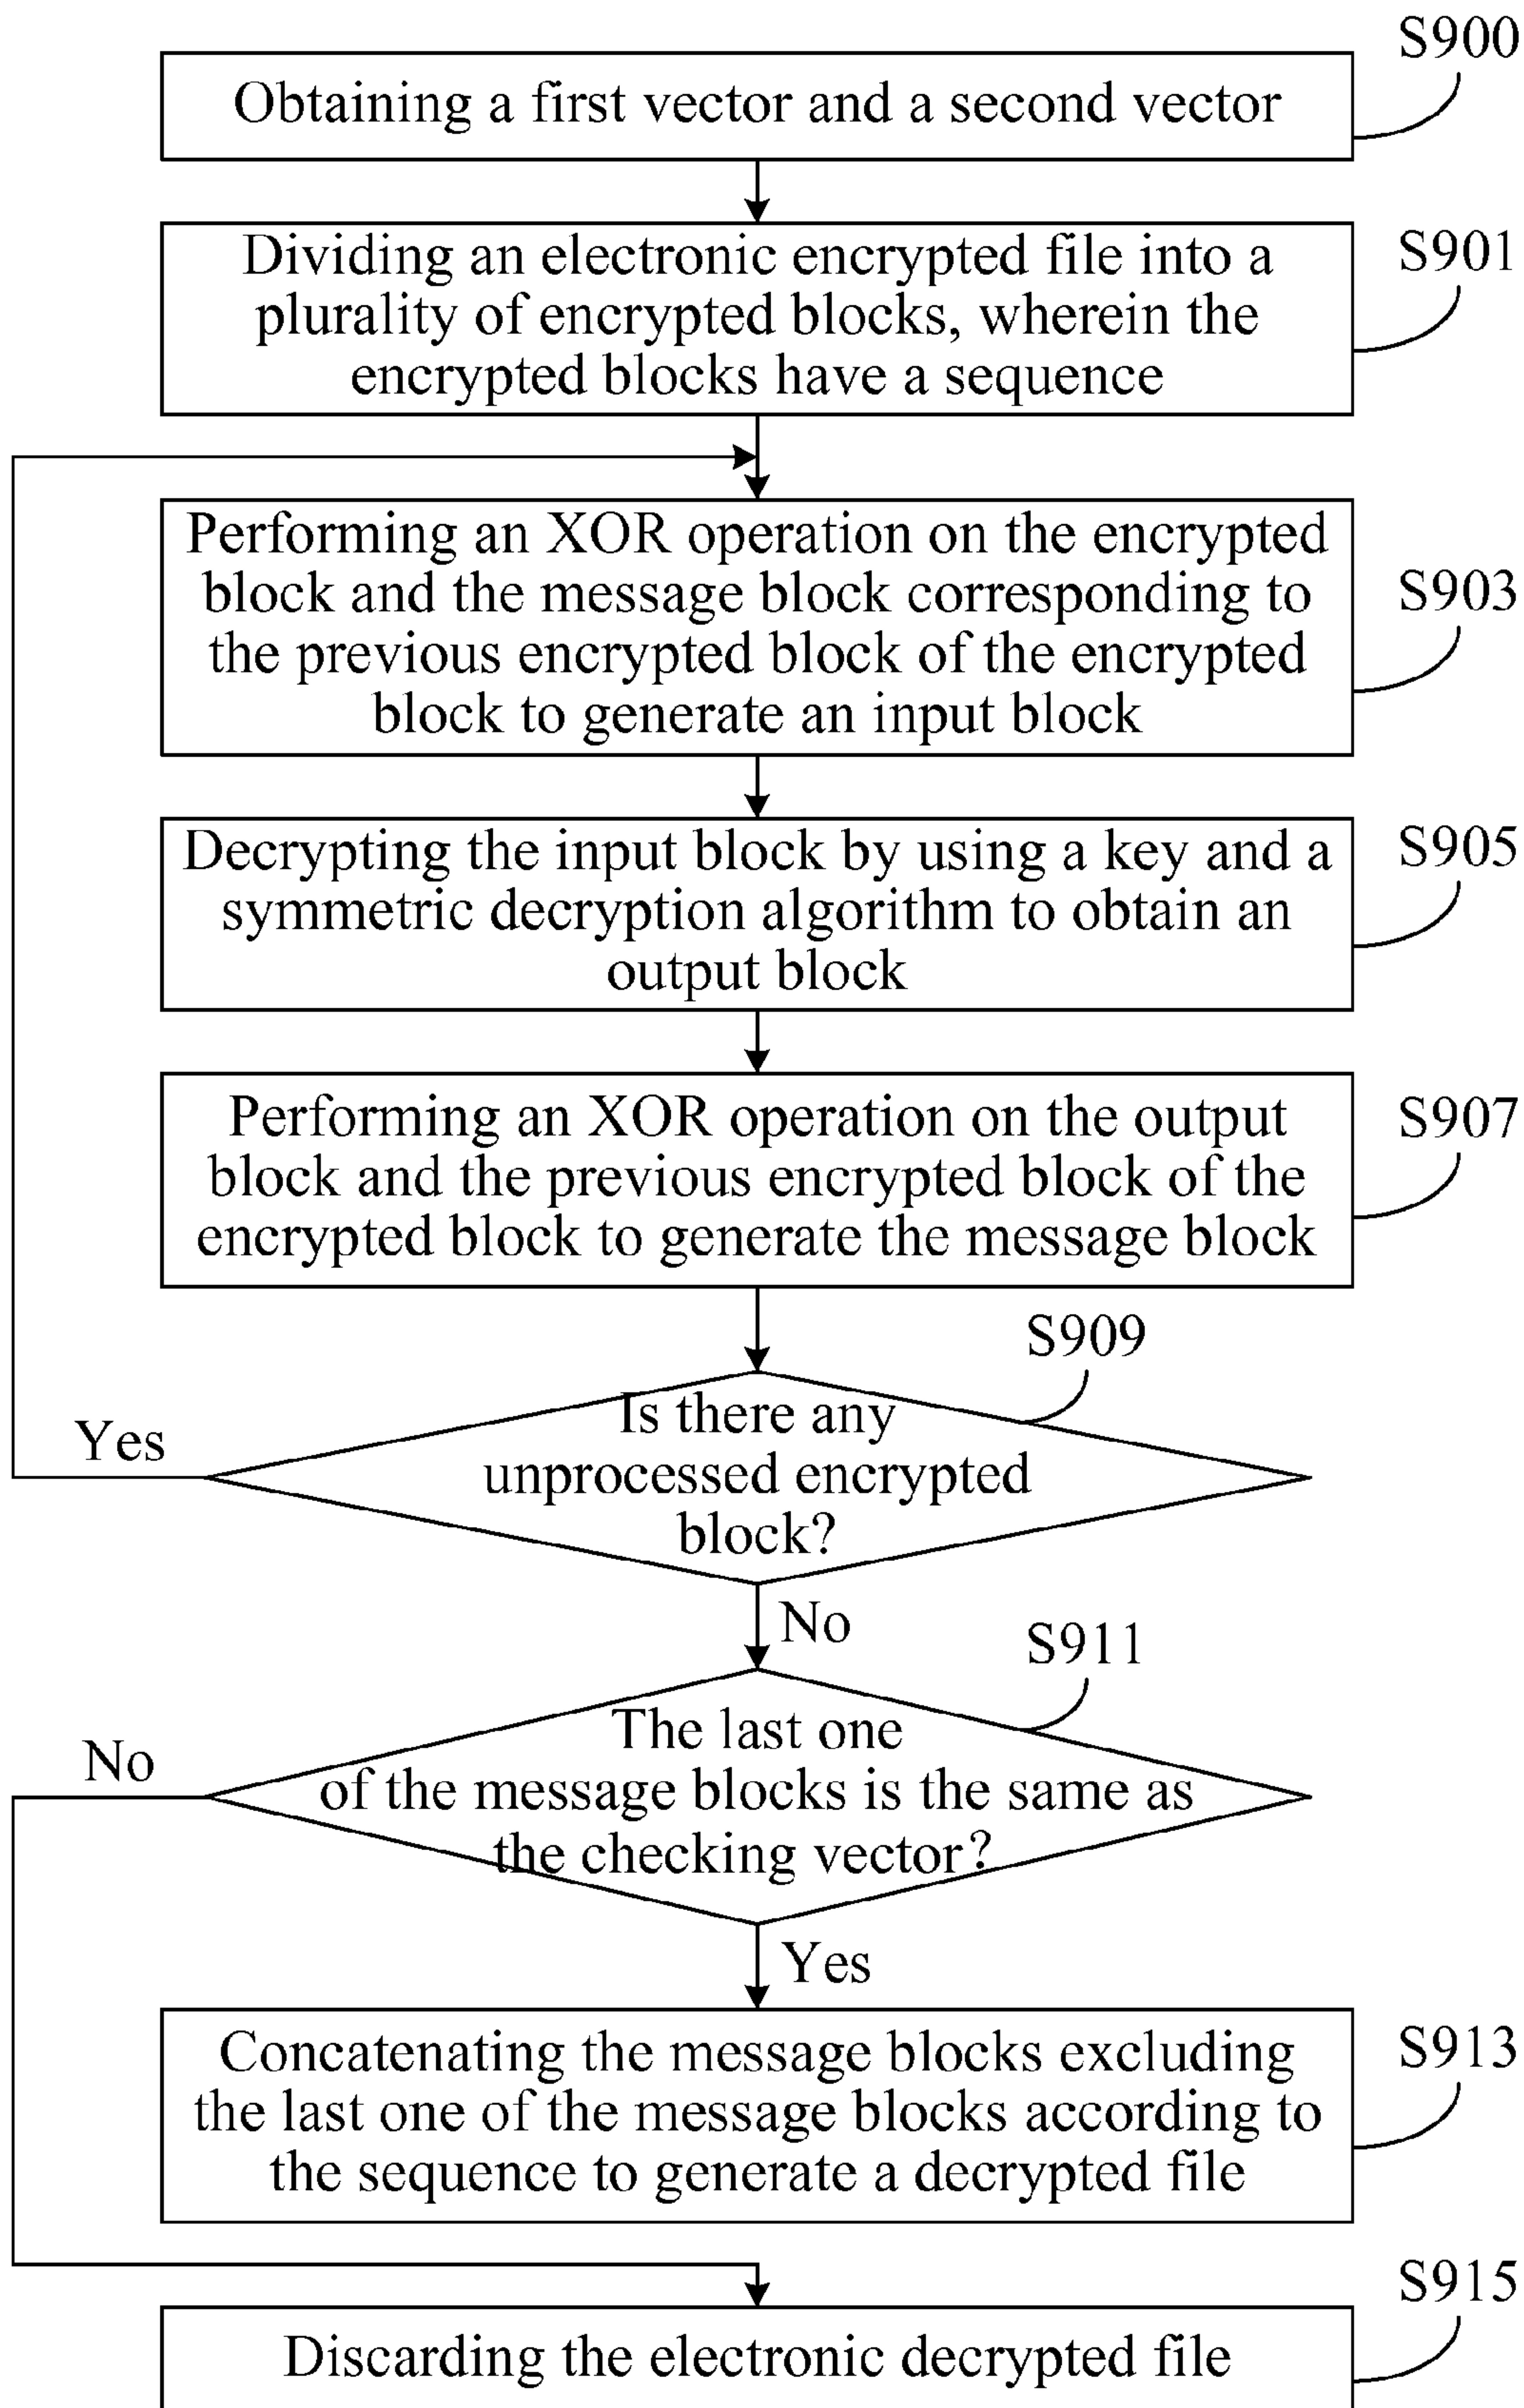 S900
Obtaining a first vector and a second vector
S901
Dividing an electronic encrypted file into a
plurality of encrypted blocks, wherein the
encrypted blocks have a sequence
Performing an XOR operation on the encrypted
block and the message block corresponding to
the previous encrypted block of the encrypted
block to generate an input block
S903
Decrypting the input block by using a key and a
symmetric decryption algorithm to obtain an
output block
S905
Performing an XOR operation on the output
block and the previous encrypted block of the
encrypted block to generate the message block
S907
S909
Is there any
unprocessed encrypted
block?
Yes
No
S911
The last one
of the message blocks is the same as
the checking vector?
No
Yes
Concatenating the message blocks excluding
the last one of the message blocks according to
the sequence to generate a decrypted file
S913
S915
Discarding the electronic decrypted file